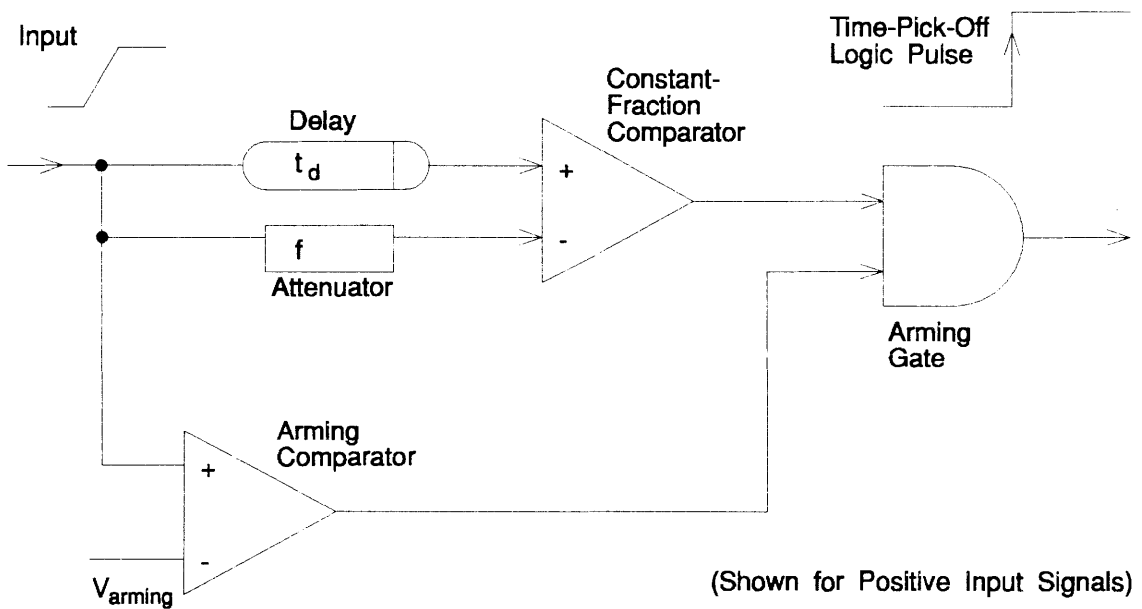 Input
Time-Pick-Off
Logic Pulse
Constant-
Fraction
Comparator
Delay
t d
+
-
f
Attenuator
Arming
Gate
Arming
Comparator
+
-
Varming
(Shown for Positive Input Signals)